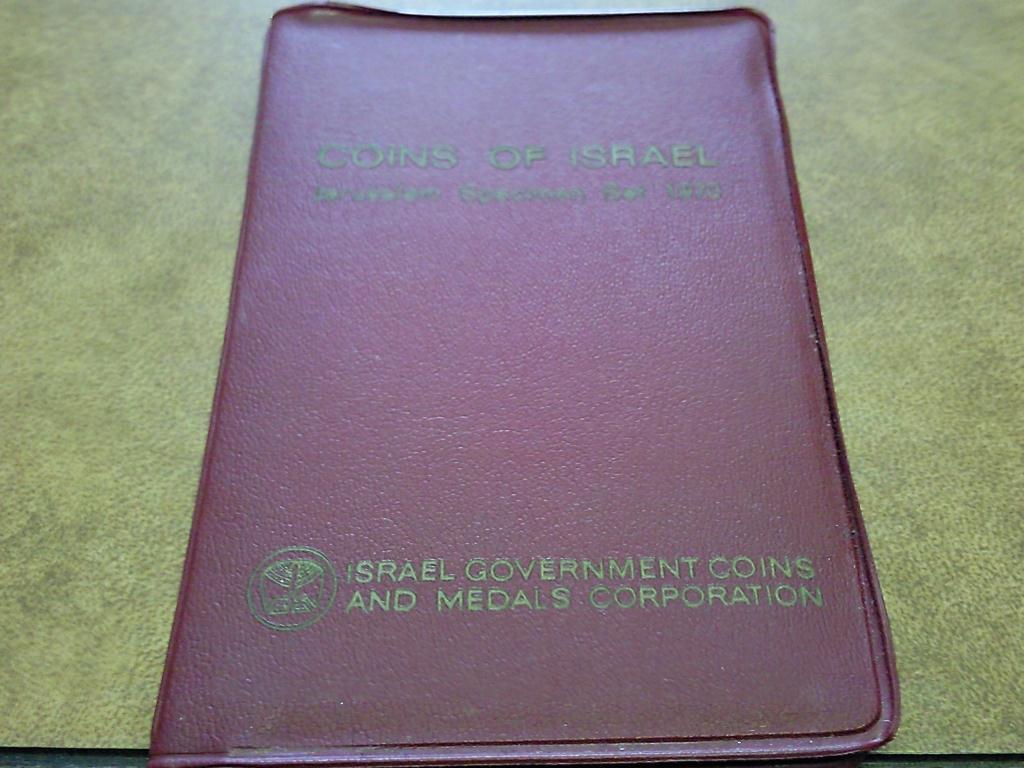 COINS OF ISRAEL
Jerusalem Specimen Set
ISRAEL GOVERNMENT COINS
AND MEDALS CORPORATION